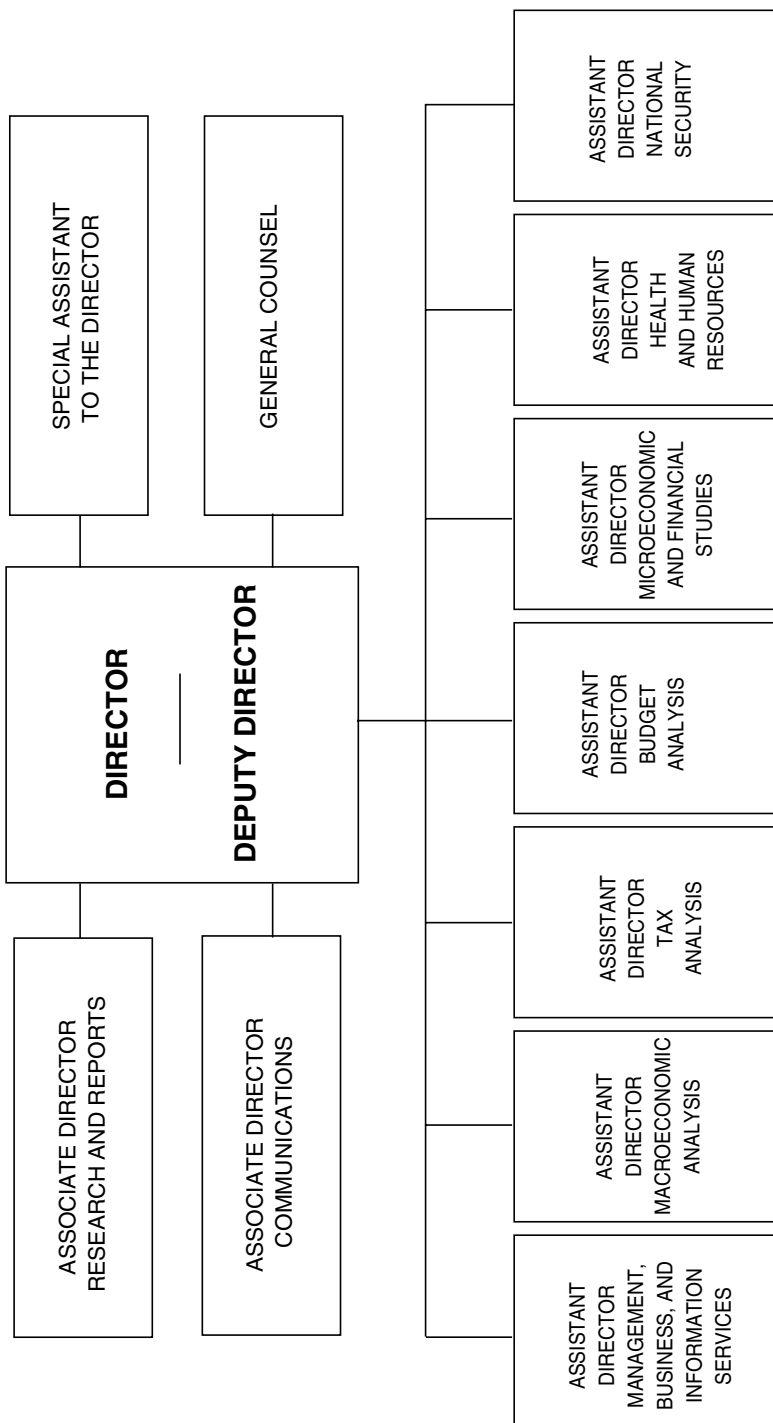 ASSOCIATE DIRECTOR
RESEARCH AND REPORTS
ASSOCIATE DIRECTOR
COMMUNICATIONS
DIRECTOR
DEPUTY DIRECTOR
SPECIAL ASSISTANT
TO THE DIRECTOR
GENERAL COUNSEL
ASSISTANT
DIRECTOR
MANAGEMENT,
BUSINESS, AND
INFORMATION
SERVICES
ASSISTANT
DIRECTOR
MACROECONOMIC
ANALYSIS
ASSISTANT
DIRECTOR
TAX
ANALYSIS
ASSISTANT
DIRECTOR
BUDGET
ANALYSIS
ASSISTANT
DIRECTOR
MICROECONOMIC
AND FINANCIAL
STUDIES
ASSISTANT
DIRECTOR
HEALTH
AND HUMAN
RESOURCES
ASSISTANT
DIRECTOR
NATIONAL
SECURITY